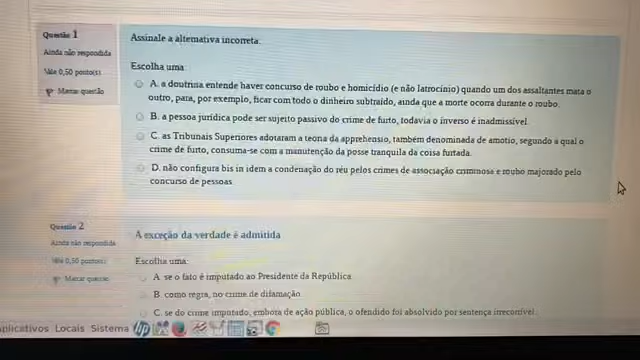 Questão 1
Ainda não respondida
Vale 0,50 ponto(s).
Marcar questão
Assinale a alternativa incorreta:
Escolha uma:
A. a doutrina entende haver concurso de roubo e homicídio (e não latrocínio) quando um dos assaltantes mata o
outro, para, por exemplo, ficar com todo o dinheiro subtraído, ainda que a morte ocorra durante o roubo.
B. a pessoa jurídica pode ser sujeito passivo do crime de furto, todavia o inverso é inadmissível.
C. as Tribunais Superiores adotaram a teoria da apprehensio, também denominada de amotio, segundo a qual o
crime de furto, consuma-se com a manutenção da posse tranquila da coisa furtada.
D. não configura bis in idem a condenação do réu pelos crimes de associação criminosa e roubo majorado pelo
concurso de pessoas
Questão 2
Ainda não respondida
Vale 0,50 ponto(s).
Marcar questão
A exceção da verdade é admitida
Escolha uma:
A. se o fato é imputado ao Presidente da República
B. como regra, no crime de difamação
C. se do crime imputado, embora de ação pública, o ofendido foi absolvido por sentença irrecorrível.
plicativos Locais Sistema hp